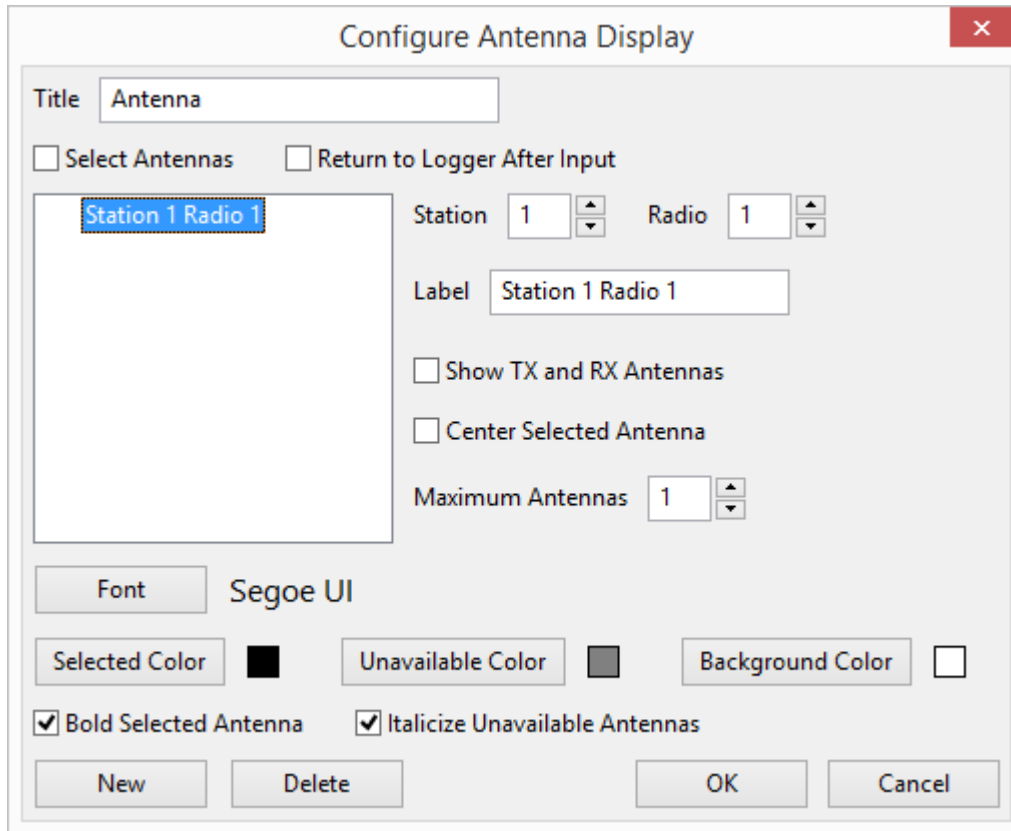 Configure Antenna Display
Title Antenna
Select Antennas Return to Logger After Input
Station 1 Radio 1 Station 1 Radio 1
Label Station 1 Radio 1
Show TX and RX Antennas
Center Selected Antenna
Maximum Antennas 1
Font Segoe UI
Selected Color Unavailable Color Background Color
Bold Selected Antenna Italicize Unavailable Antennas
New Delete OK Cancel